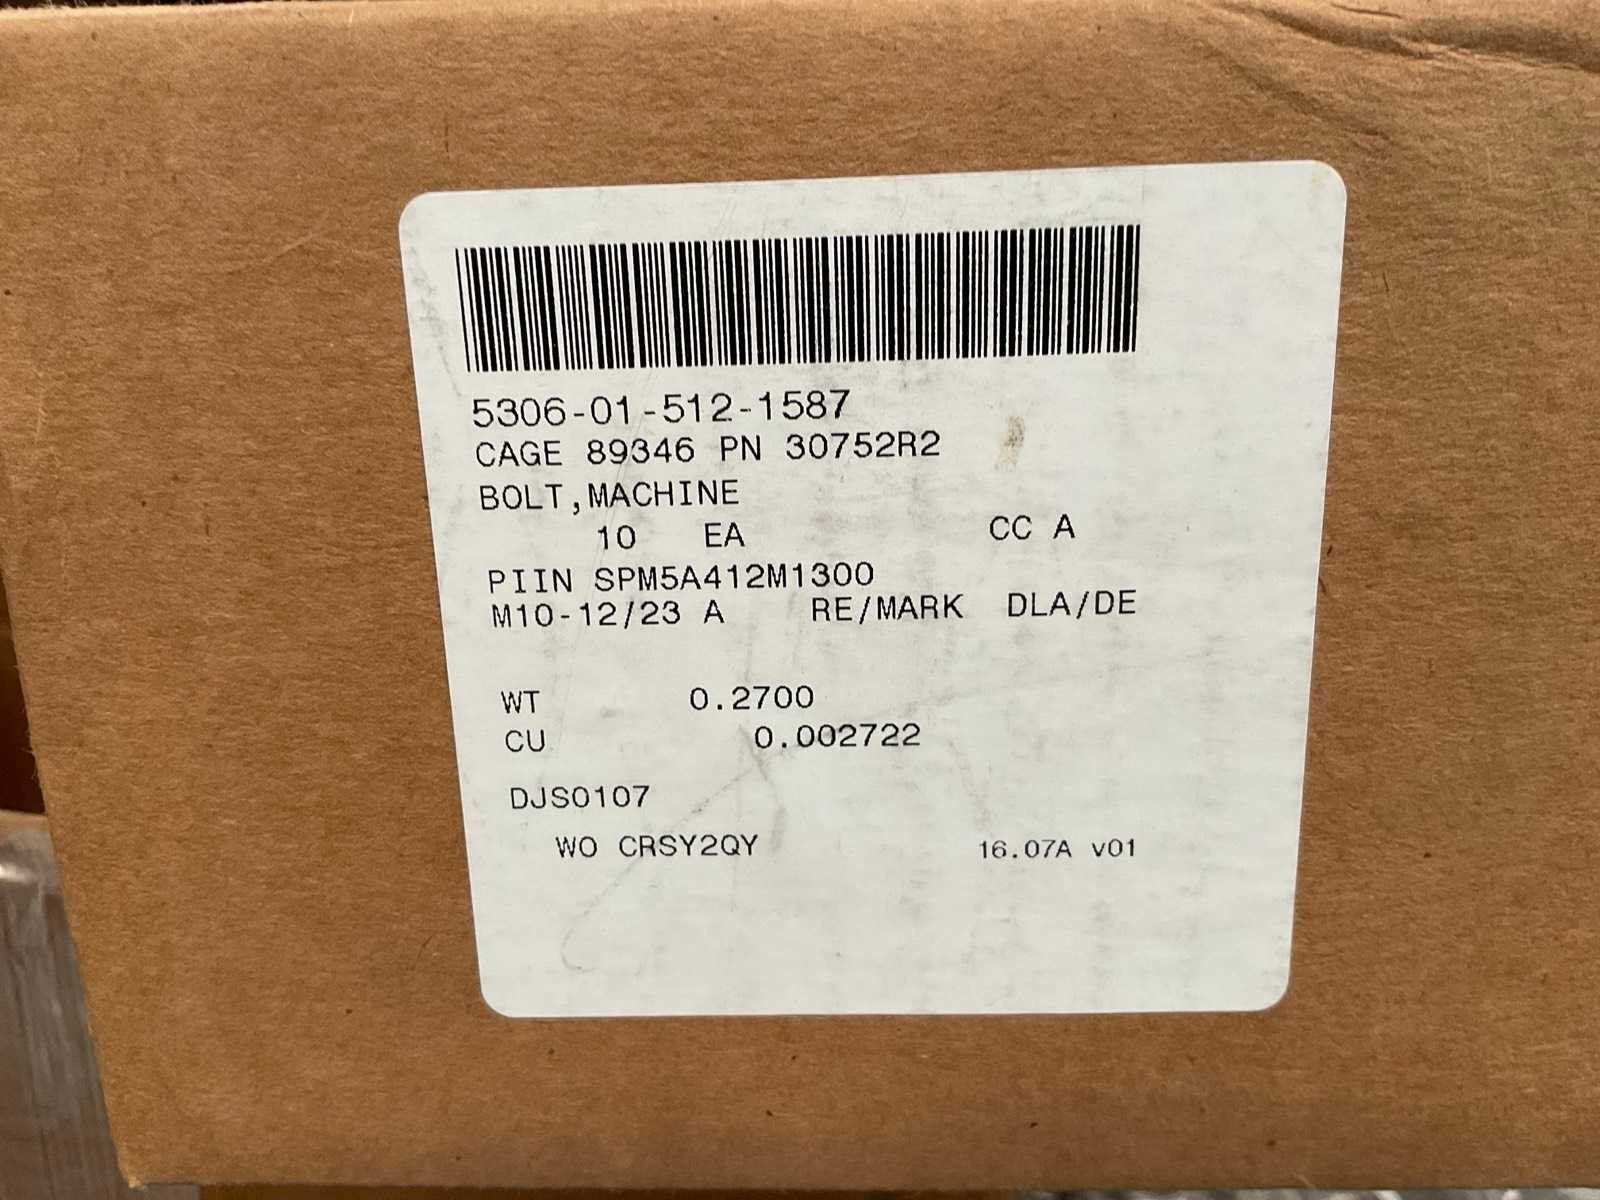 5306-01-512-1587
CAGE 89346 PN 30752R2
BOLT,MACHINE
10 EA CC A
PIIN SPM5A412M1300
M10-12/23 A RE/MARK DLA/DE
WT 0.2700
CU 0.002722
DJS0107
WO CRSY2QY 16.07A v01